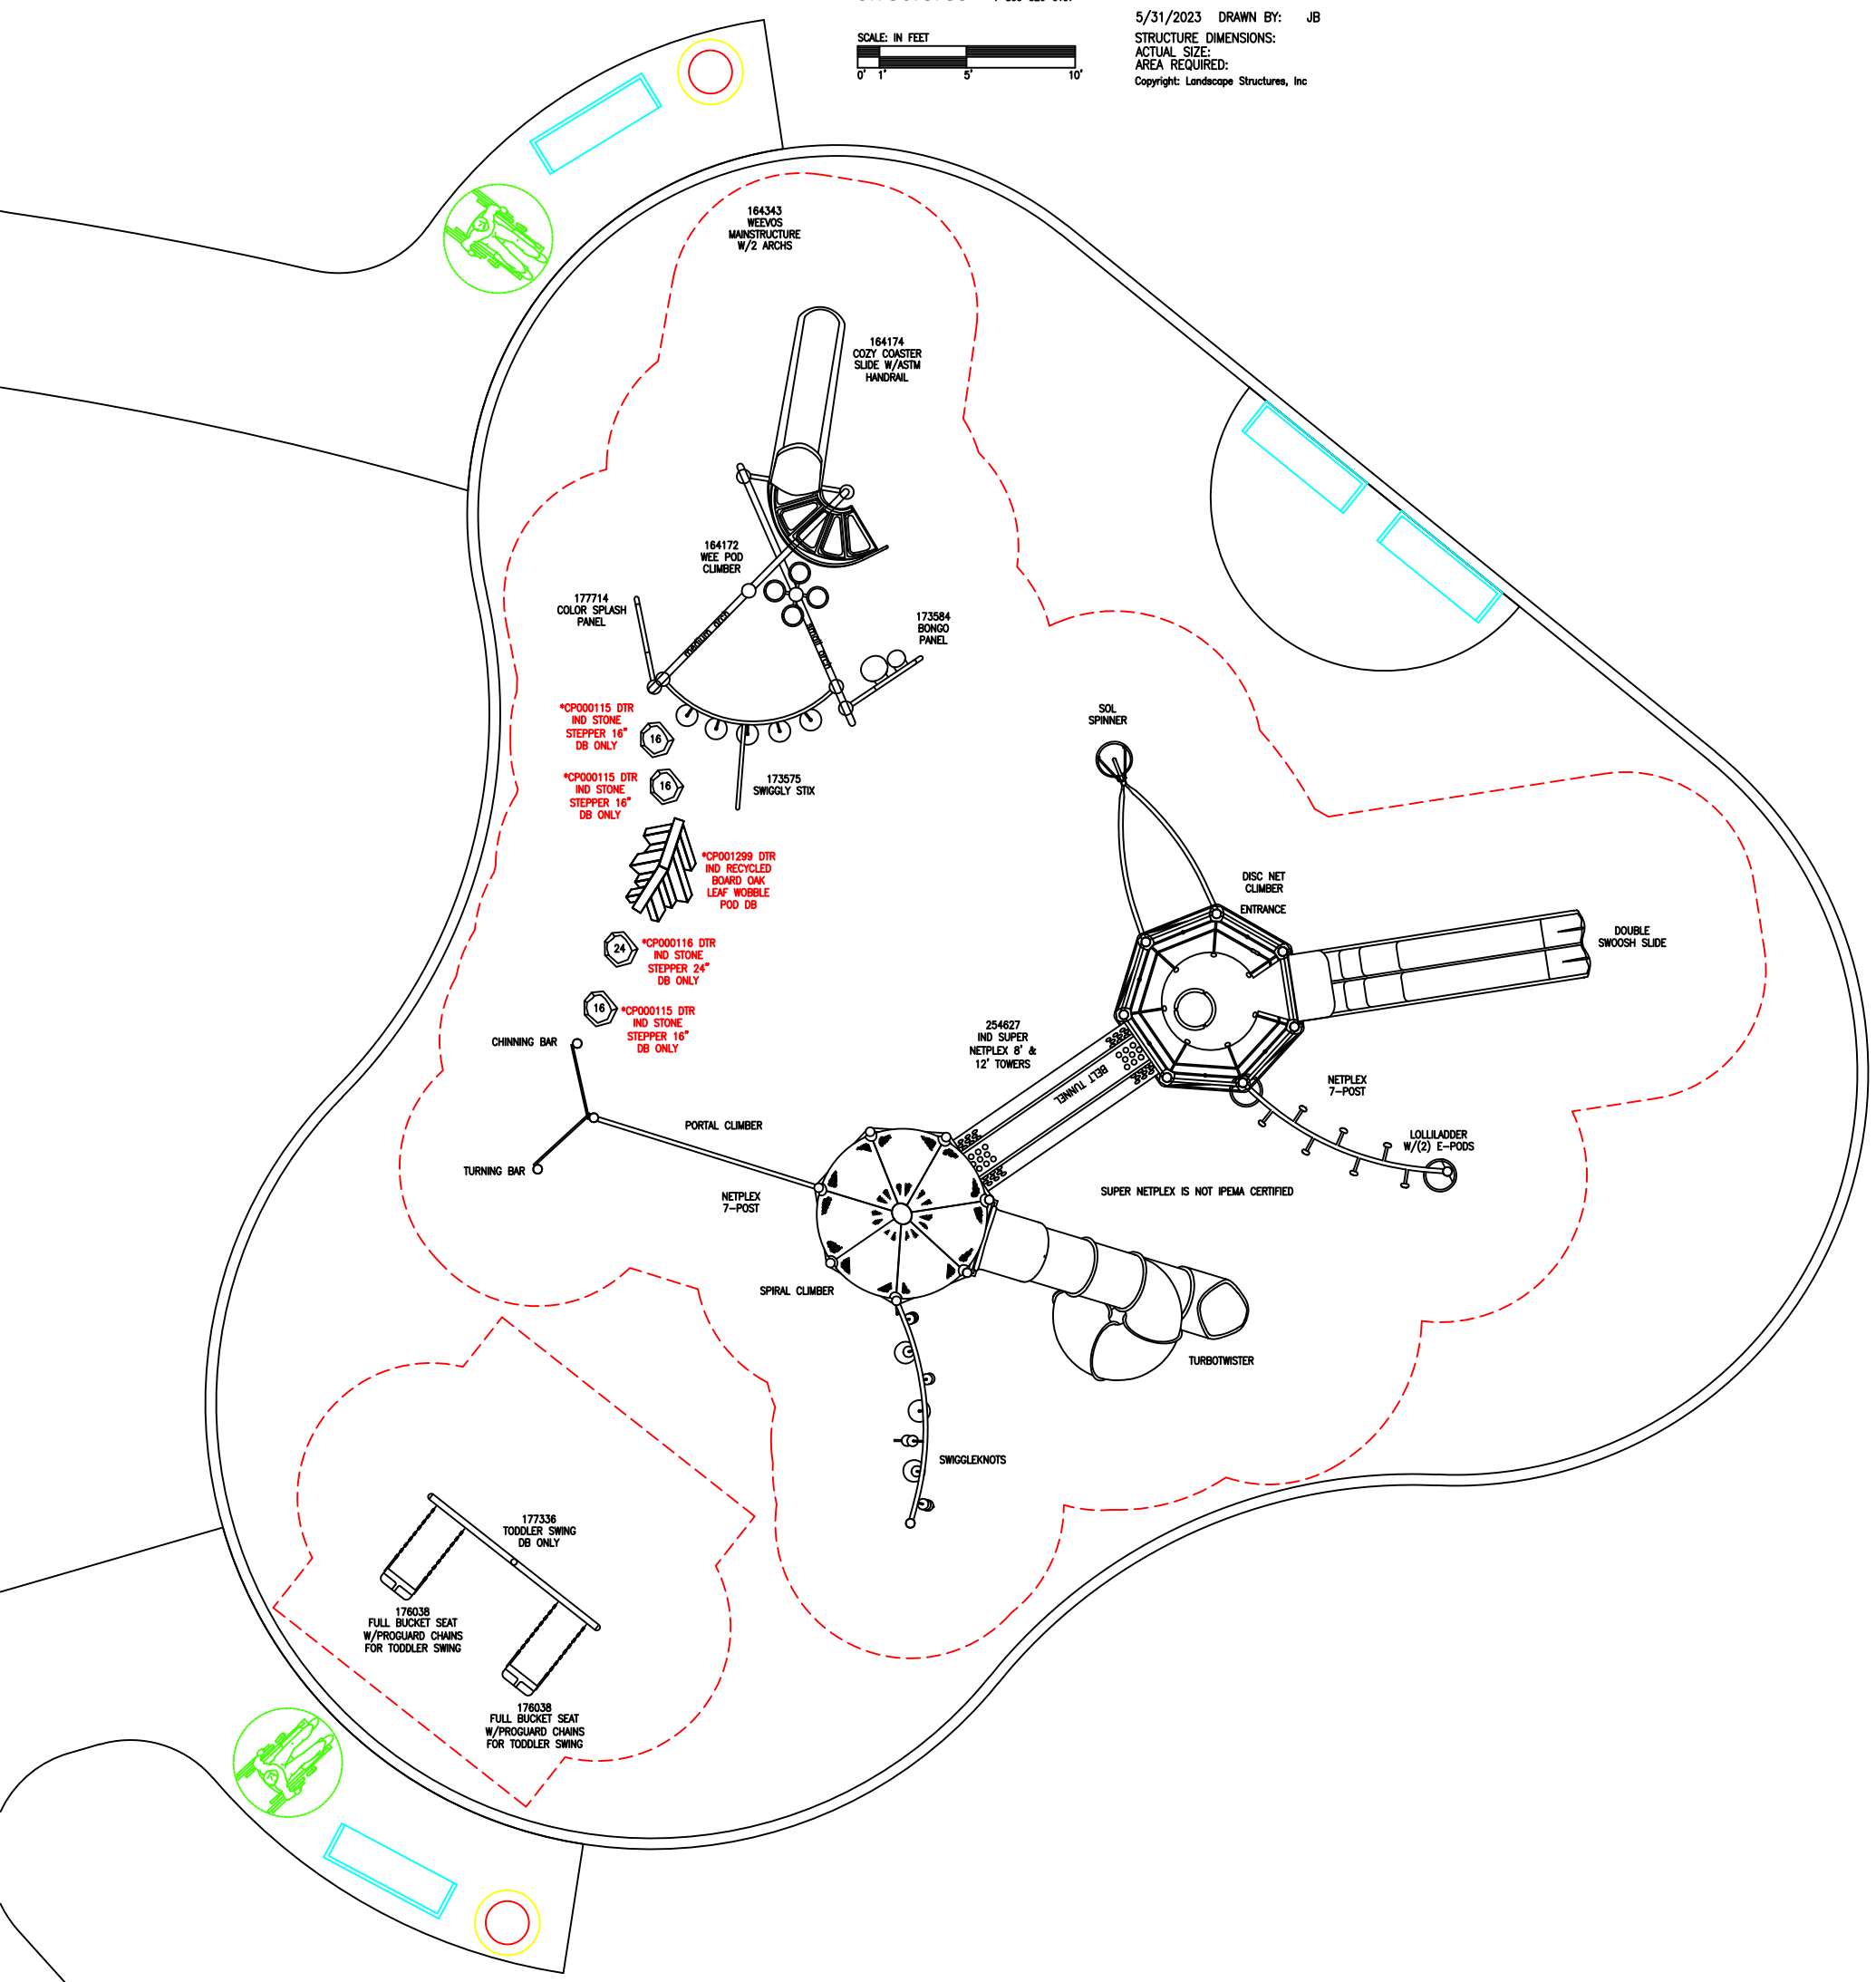 5/31/2023 DRAWN BY: JB
SCALE: IN FEET
0' 1' 5' 10'
STRUCTURE DIMENSIONS:
ACTUAL SIZE:
AREA REQUIRED:
Copyright: Landscape Structures, Inc
164343
WEEVOS
MAINSTRUCTURE
W/2 ARCHS
164174
COZY COASTER
SLIDE W/ASTM
HANDRAIL
164172
WEE POD
CLIMBER
177714
COLOR SPLASH
PANEL
173584
BONGO
PANEL
medium arch
small arch
*CP000115 DTR
IND STONE
STEPPER 16"
DB ONLY
16
*CP000115 DTR
IND STONE
STEPPER 16"
DB ONLY
16
173575
SWIGGLY STIX
SOL
SPINNER
*CP001299 DTR
IND RECYCLED
BOARD OAK
LEAF WOBBLE
POD DB
DISC NET
CLIMBER
ENTRANCE
DOUBLE
SWOOSH SLIDE
24
*CP000116 DTR
IND STONE
STEPPER 24"
DB ONLY
16
*CP000115 DTR
IND STONE
STEPPER 16"
DB ONLY
CHINNING BAR
254627
IND SUPER
NETPLEX 8' &
12' TOWERS
BELT TUNNEL
NETPLEX
7-POST
PORTAL CLIMBER
LOLLILADDER
W/(2) E-PODS
TURNING BAR
NETPLEX
7-POST
SUPER NETPLEX IS NOT IPEMA CERTIFIED
SPIRAL CLIMBER
TURBOTWISTER
SWIGGLEKNOTS
177336
TODDLER SWING
DB ONLY
176038
FULL BUCKET SEAT
W/PROGUARD CHAINS
FOR TODDLER SWING
176038
FULL BUCKET SEAT
W/PROGUARD CHAINS
FOR TODDLER SWING